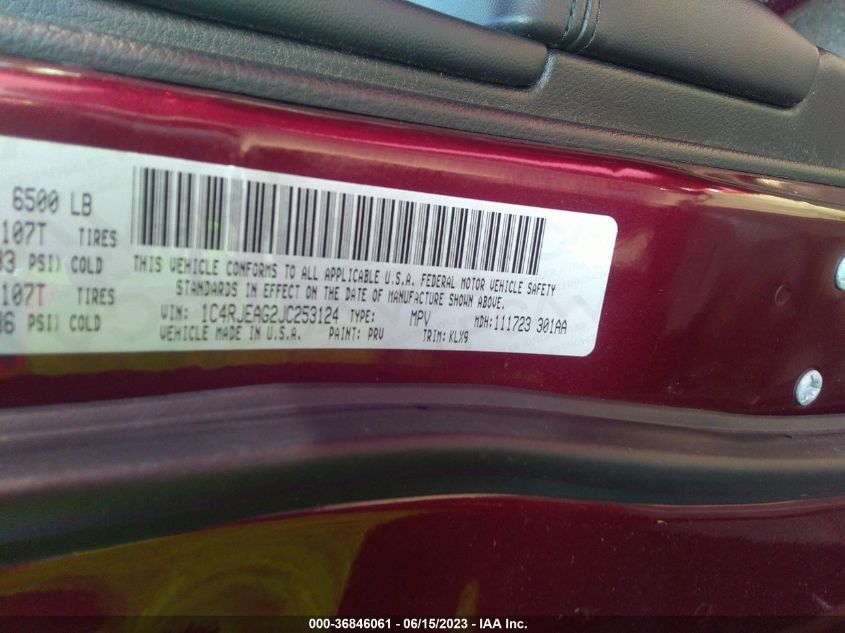 6500 LB
107T TIRES
PSI) COLD
107T TIRES
PSI) COLD
THIS VEHICLE CONFORMS TO ALL APPLICABLE U.S.A. FEDERAL MOTOR VEHICLE SAFETY
STANDARDS IN EFFECT ON THE DATE OF MANUFACTURE SHOWN ABOVE.
VIN: 1C4RJEAG2JC253124 TYPE: MPV MDH: 111723 301AA
VEHICLE MADE IN U.S.A. PAINT: PRV TRIM: KLX9
000-36846061 - 06/15/2023 - IAA Inc.